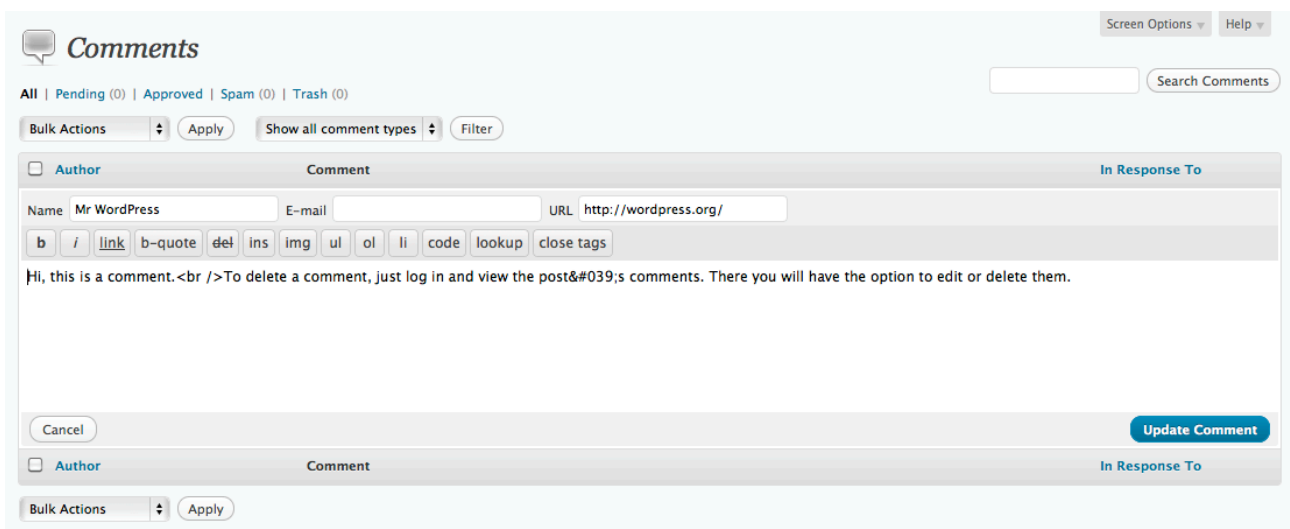 Screen Options Help
Comments
All | Pending (0) | Approved | Spam (0) | Trash (0)
Search Comments
Bulk Actions Apply Show all comment types Filter
Author Comment In Response To
Name Mr WordPress E-mail URL http://wordpress.org/
b i link b-quote del ins img ul ol li code lookup close tags
Hi, this is a comment.<br />To delete a comment, just log in and view the post&#039;s comments. There you will have the option to edit or delete them.
Cancel Update Comment
Author Comment In Response To
Bulk Actions Apply